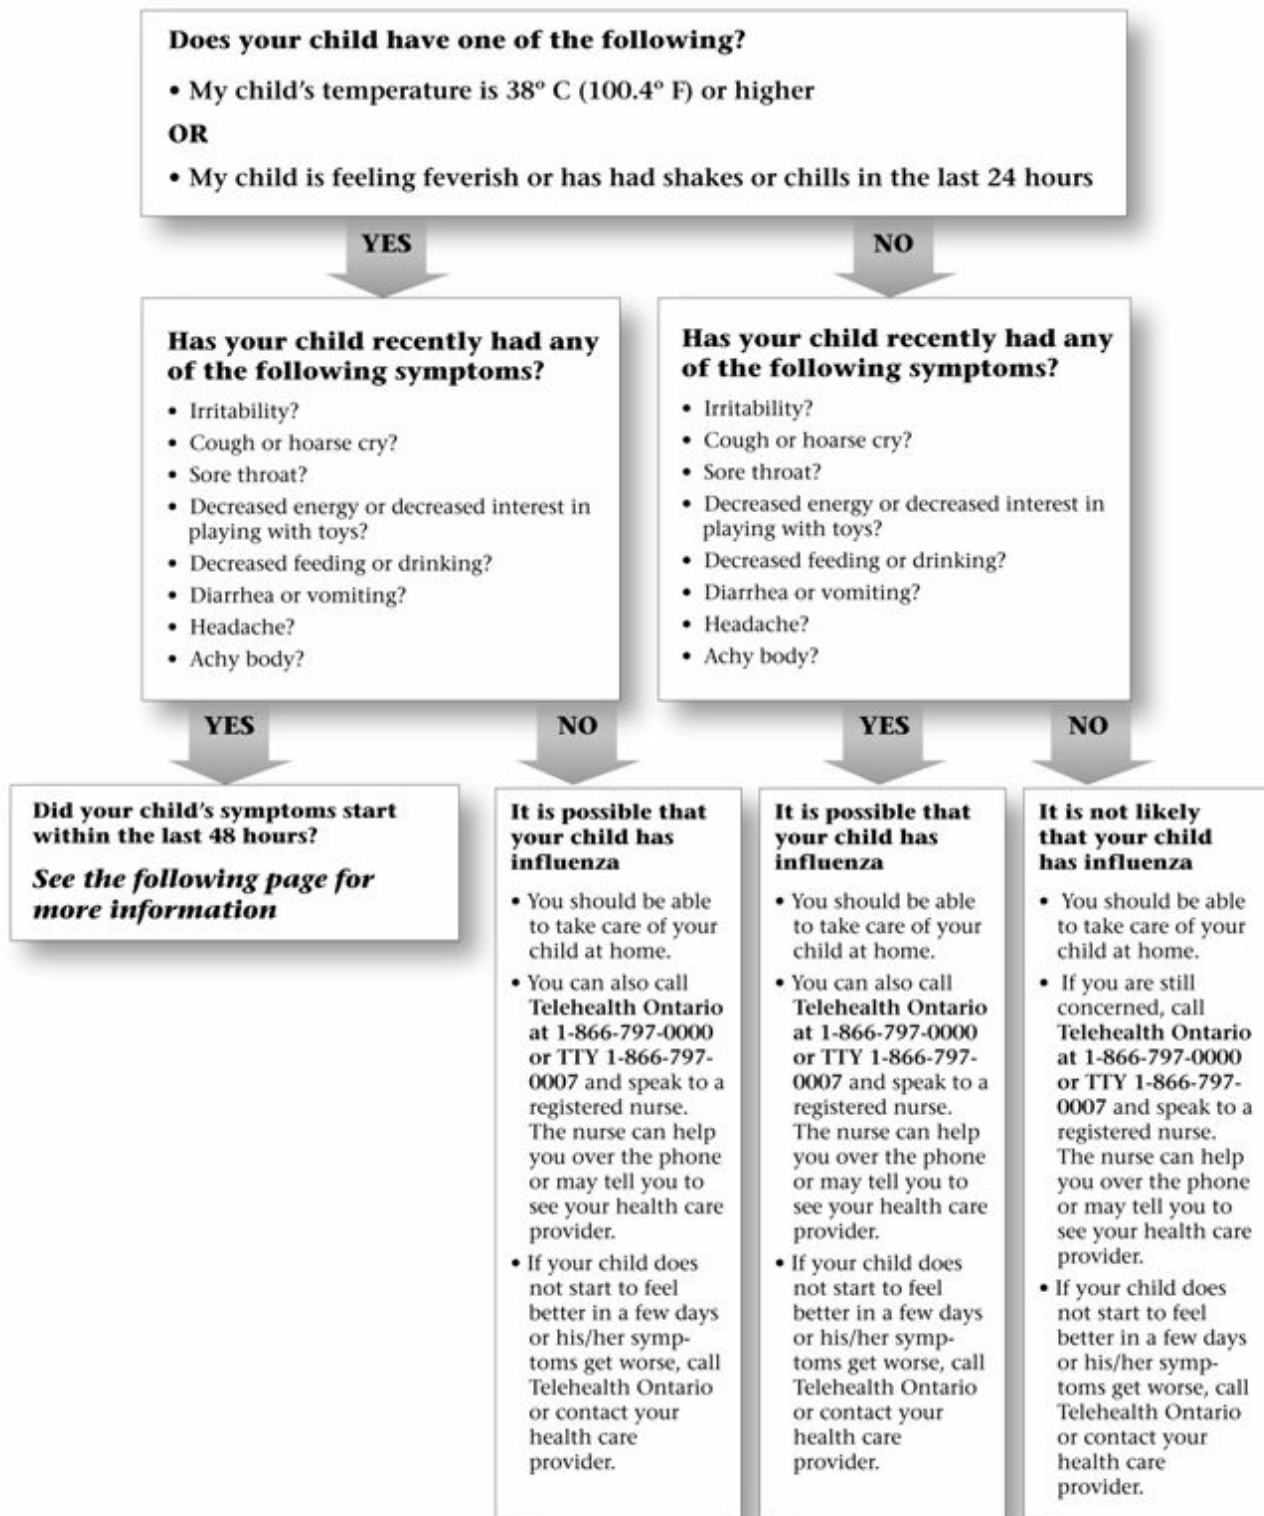 Does your child have one of the following?
• My child's temperature is 38º C (100.4º F) or higher
OR
• My child is feeling feverish or has had shakes or chills in the last 24 hours
YES
NO
Has your child recently had any
of the following symptoms?
• Irritability?
• Cough or hoarse cry?
• Sore throat?
• Decreased energy or decreased interest in
playing with toys?
• Decreased feeding or drinking?
• Diarrhea or vomiting?
• Headache?
• Achy body?
Has your child recently had any
of the following symptoms?
• Irritability?
• Cough or hoarse cry?
• Sore throat?
• Decreased energy or decreased interest in
playing with toys?
• Decreased feeding or drinking?
• Diarrhea or vomiting?
• Headache?
• Achy body?
YES
NO
YES
NO
Did your child's symptoms start
within the last 48 hours?
See the following page for
more information
It is possible that
your child has
influenza
• You should be able
to take care of your
child at home.
• You can also call
Telehealth Ontario
at 1-866-797-0000
or TTY 1-866-797-
0007 and speak to a
registered nurse.
The nurse can help
you over the phone
or may tell you to
see your health care
provider.
• If your child does
not start to feel
better in a few days
or his/her symp-
toms get worse, call
Telehealth Ontario
or contact your
health care
provider.
It is possible that
your child has
influenza
• You should be able
to take care of your
child at home.
• You can also call
Telehealth Ontario
at 1-866-797-0000
or TTY 1-866-797-
0007 and speak to a
registered nurse.
The nurse can help
you over the phone
or may tell you to
see your health care
provider.
• If your child does
not start to feel
better in a few days
or his/her symp-
toms get worse, call
Telehealth Ontario
or contact your
health care
provider.
It is not likely
that your child
has influenza
• You should be able
to take care of your
child at home.
• If you are still
concerned, call
Telehealth Ontario
at 1-866-797-0000
or TTY 1-866-797-
0007 and speak to a
registered nurse.
The nurse can help
you over the phone
or may tell you to
see your health care
provider.
• If your child does
not start to feel
better in a few days
or his/her symp-
toms get worse, call
Telehealth Ontario
or contact your
health care
provider.